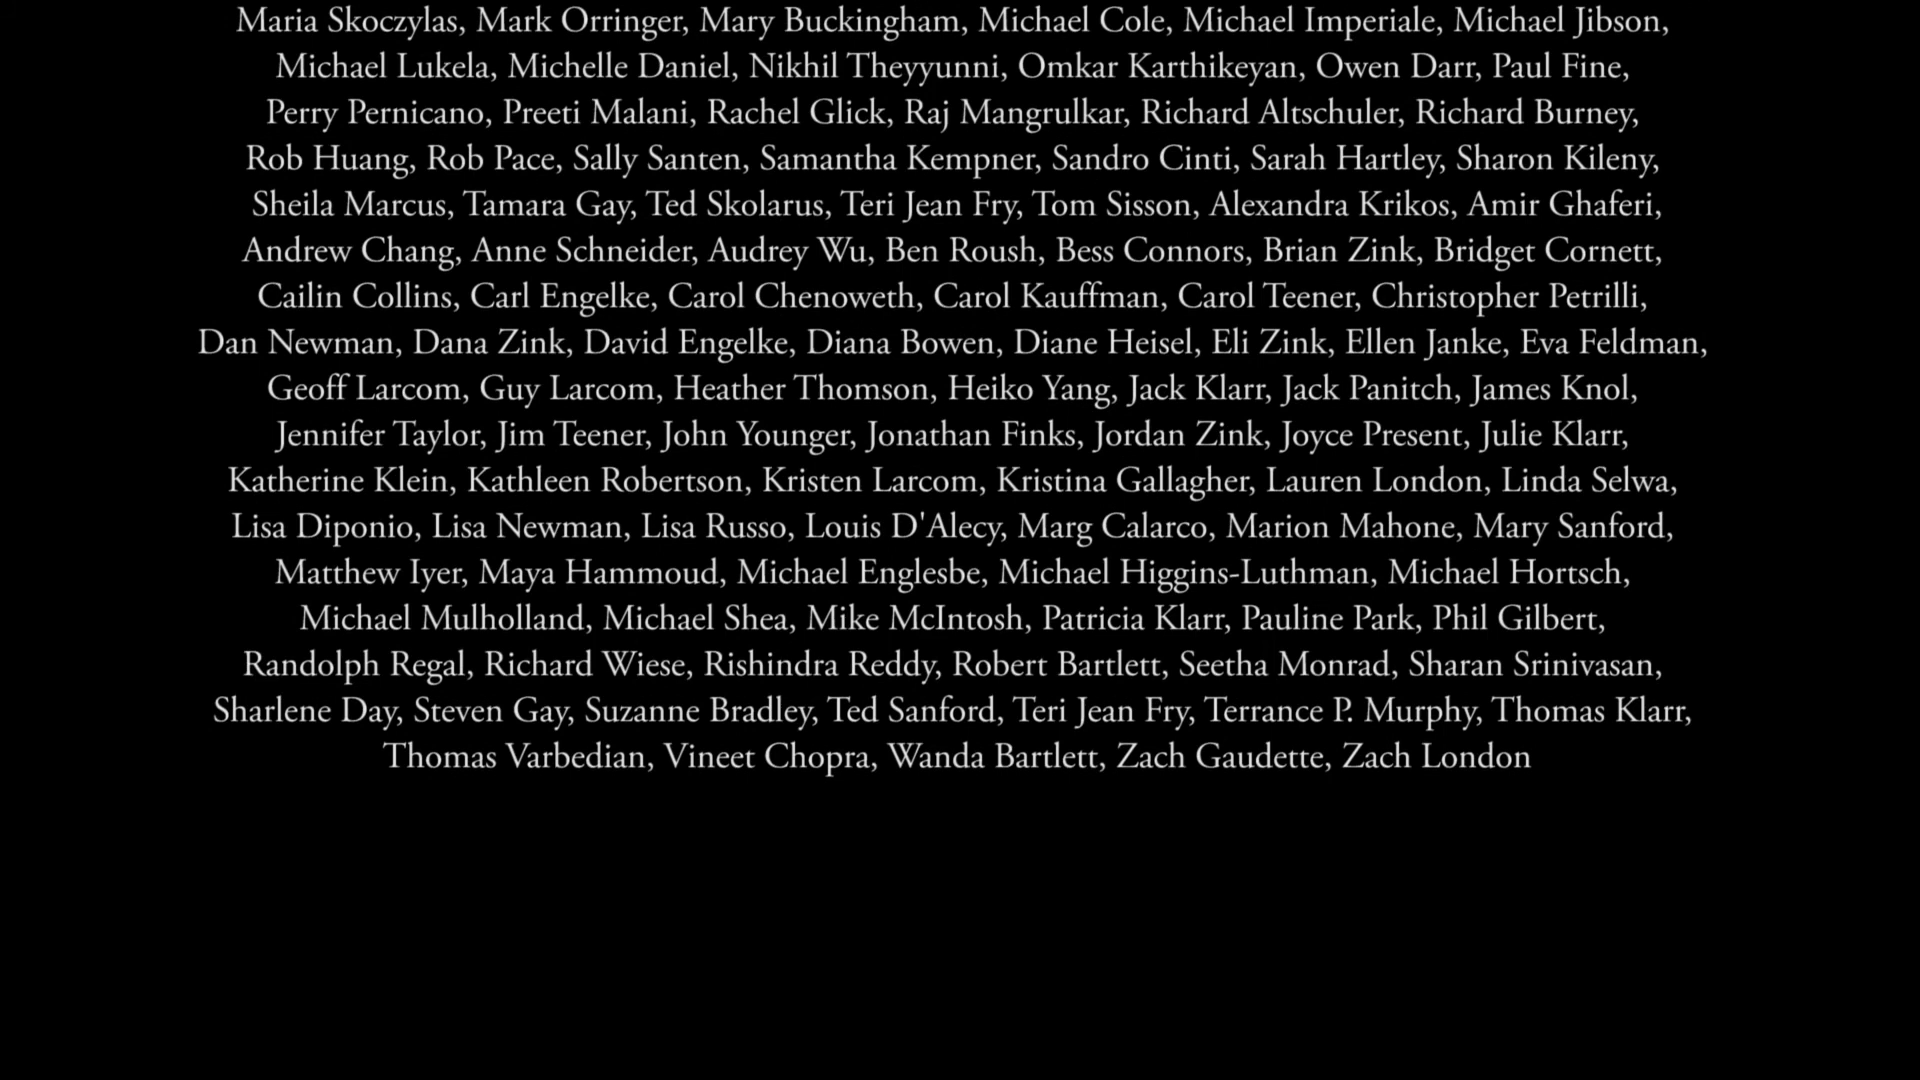 Maria Skoczylas, Mark Orringer, Mary Buckingham, Michael Cole, Michael Imperiale, Michael Jibson,
Michael Lukela, Michelle Daniel, Nikhil Theyyunni, Omkar Karthikeyan, Owen Darr, Paul Fine,
Perry Pernicano, Preeti Malani, Rachel Glick, Raj Mangrulkar, Richard Altschuler, Richard Burney,
Rob Huang, Rob Pace, Sally Santen, Samantha Kempner, Sandro Cinti, Sarah Hartley, Sharon Kileny,
Sheila Marcus, Tamara Gay, Ted Skolarus, Teri Jean Fry, Tom Sisson, Alexandra Krikos, Amir Ghaferi,
Andrew Chang, Anne Schneider, Audrey Wu, Ben Roush, Bess Connors, Brian Zink, Bridget Cornett,
Cailin Collins, Carl Engelke, Carol Chenoweth, Carol Kauffman, Carol Teener, Christopher Petrilli,
Dan Newman, Dana Zink, David Engelke, Diana Bowen, Diane Heisel, Eli Zink, Ellen Janke, Eva Feldman,
Geoff Larcom, Guy Larcom, Heather Thomson, Heiko Yang, Jack Klarr, Jack Panitch, James Knol,
Jennifer Taylor, Jim Teener, John Younger, Jonathan Finks, Jordan Zink, Joyce Present, Julie Klarr,
Katherine Klein, Kathleen Robertson, Kristen Larcom, Kristina Gallagher, Lauren London, Linda Selwa,
Lisa Diponio, Lisa Newman, Lisa Russo, Louis D'Alecy, Marg Calarco, Marion Mahone, Mary Sanford,
Matthew Iyer, Maya Hammoud, Michael Englesbe, Michael Higgins-Luthman, Michael Hortsch,
Michael Mulholland, Michael Shea, Mike McIntosh, Patricia Klarr, Pauline Park, Phil Gilbert,
Randolph Regal, Richard Wiese, Rishindra Reddy, Robert Bartlett, Seetha Monrad, Sharan Srinivasan,
Sharlene Day, Steven Gay, Suzanne Bradley, Ted Sanford, Teri Jean Fry, Terrance P. Murphy, Thomas Klarr,
Thomas Varbedian, Vineet Chopra, Wanda Bartlett, Zach Gaudette, Zach London